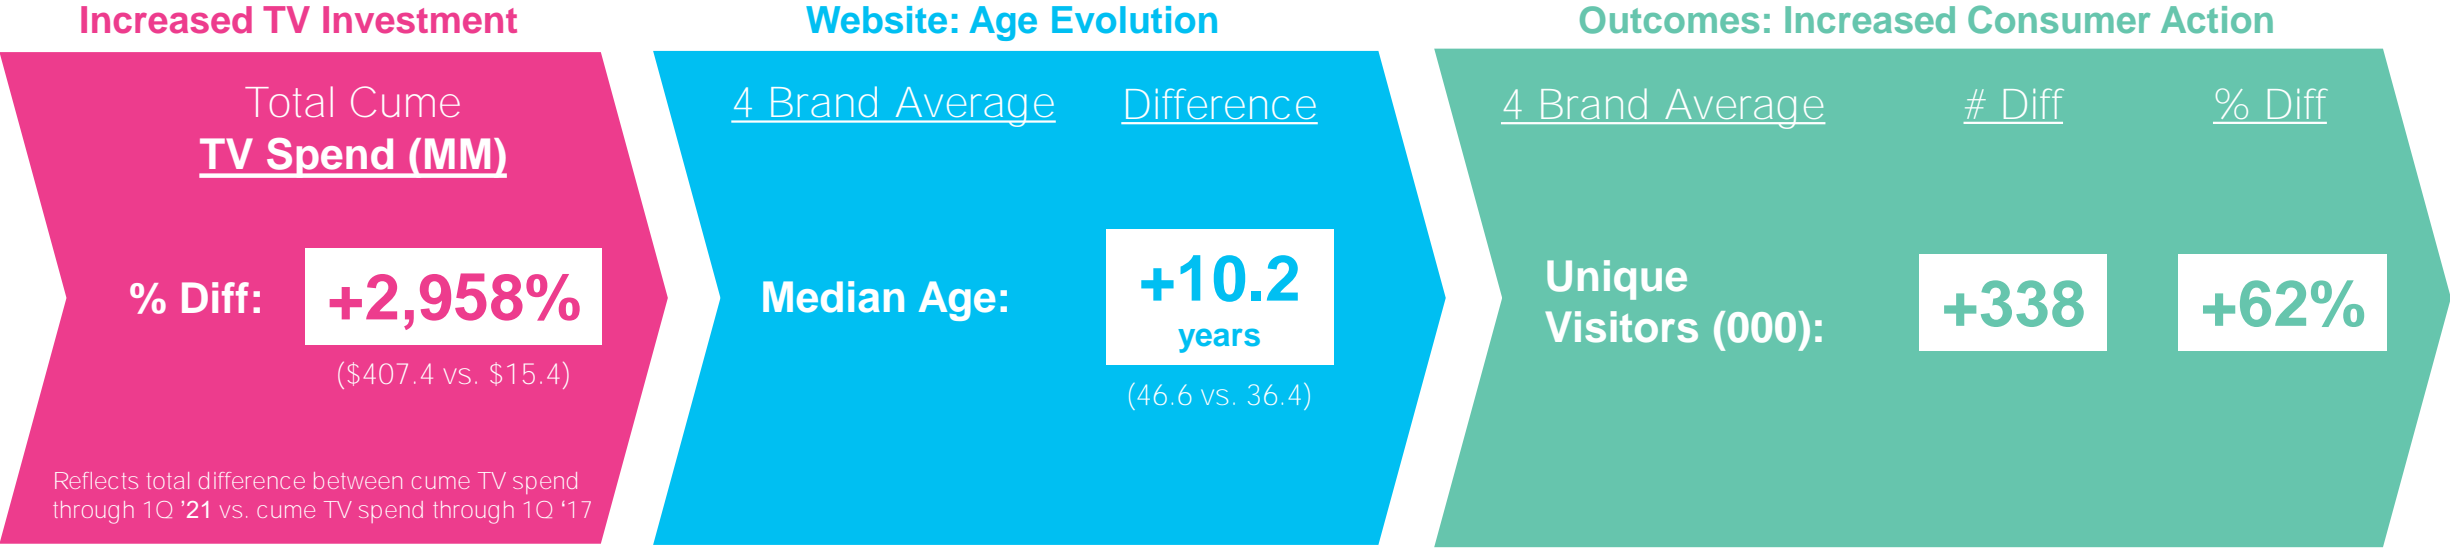 Increased TV Investment
Total Cume
TV Spend (MM)
% Diff:
+2,958%
($407.4 vs. $15.4)
Reflects total difference between cume TV spend
through 1Q ’21 vs. cume TV spend through 1Q ‘17
Website: Age Evolution
4 Brand Average
Difference
Median Age:
+10.2
years
(46.6 vs. 36.4)
Outcomes: Increased Consumer Action
4 Brand Average
# Diff
% Diff
Unique
Visitors (000):
+338
+62%